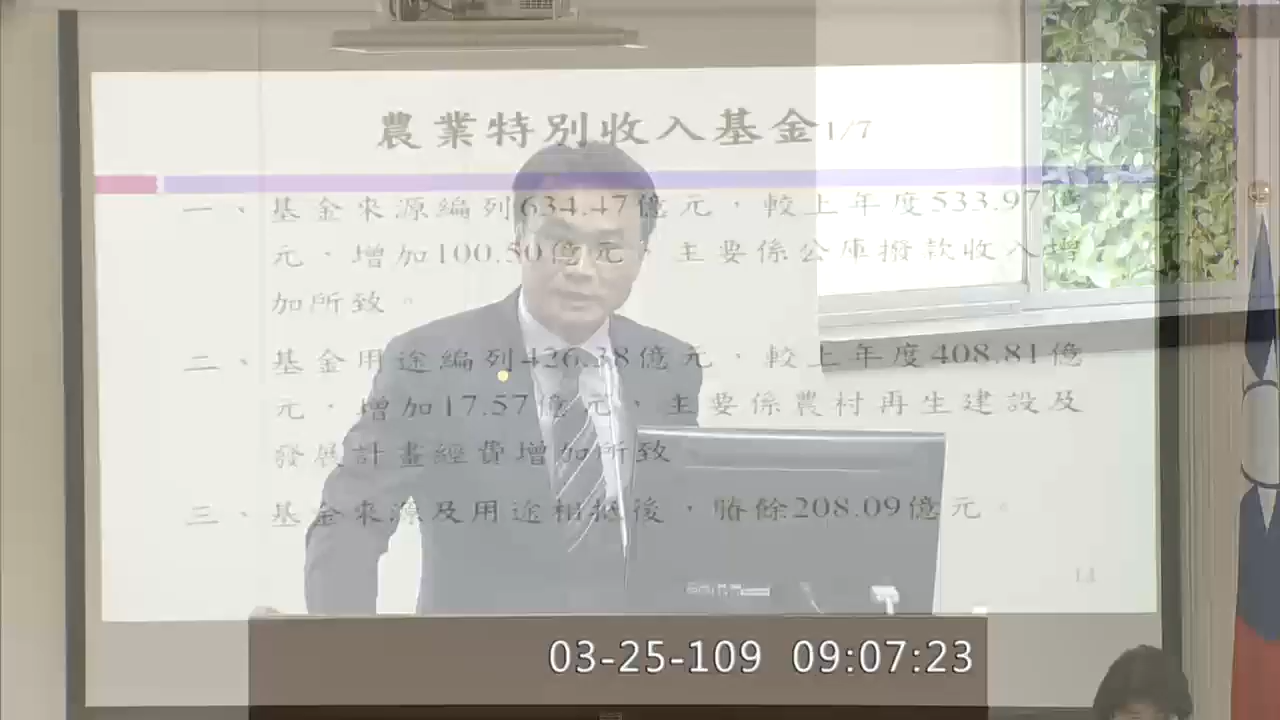 農業特別收入基金1/7
一、基金來源編列634.47億元，較上年度533.97億
元，增加100.50億元，主要係公庫撥款收入增
加所致。
二、基金用途編列426.38億元，較上年度408.81億
元，增加17.57億元，主要係農村再生建設及
發展計畫經費增加所致
三、基金來源及用途相抵後，賸餘208.09億元。
14
03-25-109 09:07:23